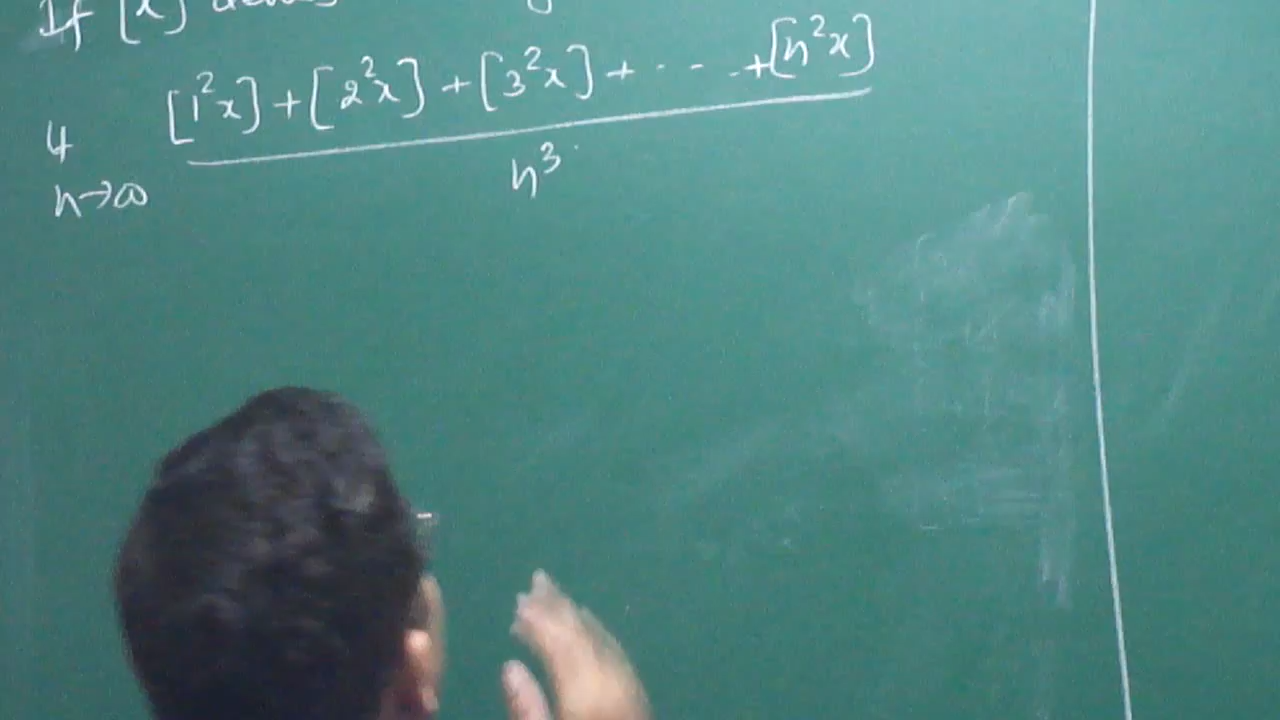 If [x]
[1²x]+[2²x]+[3²x]+ . - - . +[n²x]
Lt
n→∞
n³